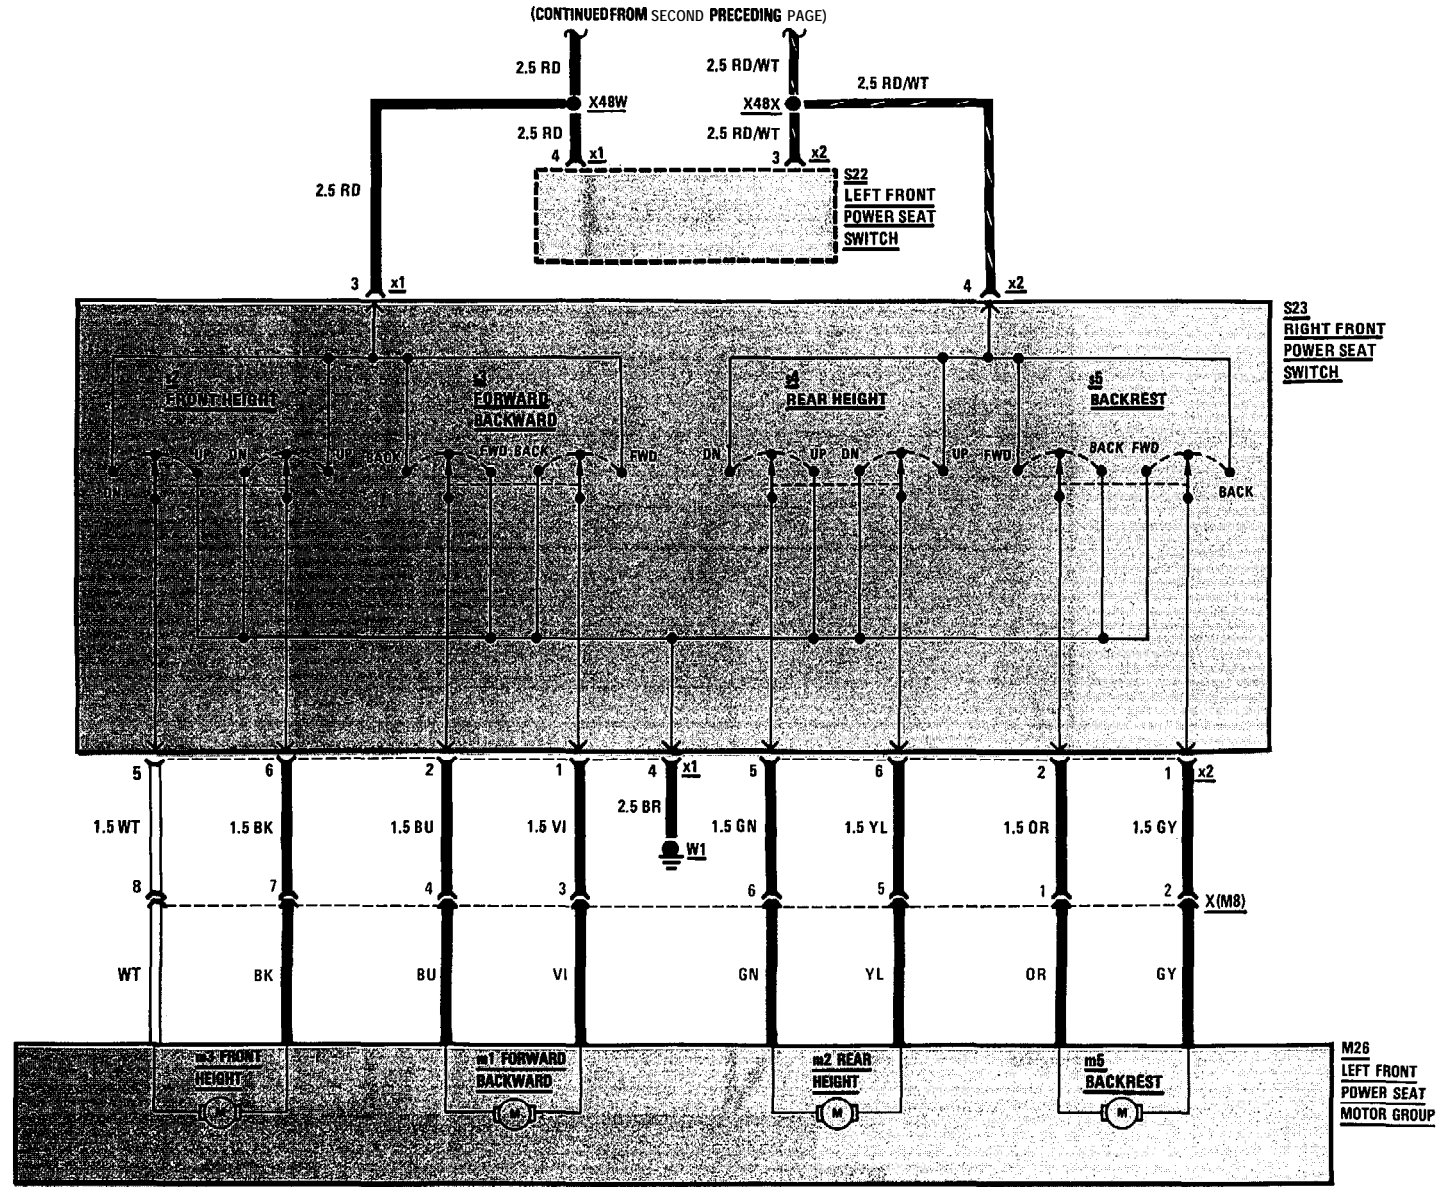 (CONTINUED FROM SECOND PRECEDING PAGE)
2.5 RD
2.5 RD/WT
2.5 RD/WT
X48W
X48X
2.5 RD
2.5 RD/WT
4 x1
3 x2
S22
LEFT FRONT
POWER SEAT
SWITCH
2.5 RD
3 x1
4 x2
S23
RIGHT FRONT
POWER SEAT
SWITCH
FRONT HEIGHT
FORWARD
BACKWARD
s4
REAR HEIGHT
s5
BACKREST
DN UP DN UP BACK FWD BACK FWD DN UP DN UP FWD BACK FWD BACK
5 6 2 1 4 x1 5 6 2 1 x2
2.5 BR
1.5 WT 1.5 BK 1.5 BU 1.5 VI 1.5 GN 1.5 YL 1.5 OR 1.5 GY
W1
8 7 4 3 6 5 1 2 X(M8)
WT BK BU VI GN YL OR GY
m3 FRONT
HEIGHT
m1 FORWARD
BACKWARD
m2 REAR
HEIGHT
m5
BACKREST
M M M M
M26
LEFT FRONT
POWER SEAT
MOTOR GROUP